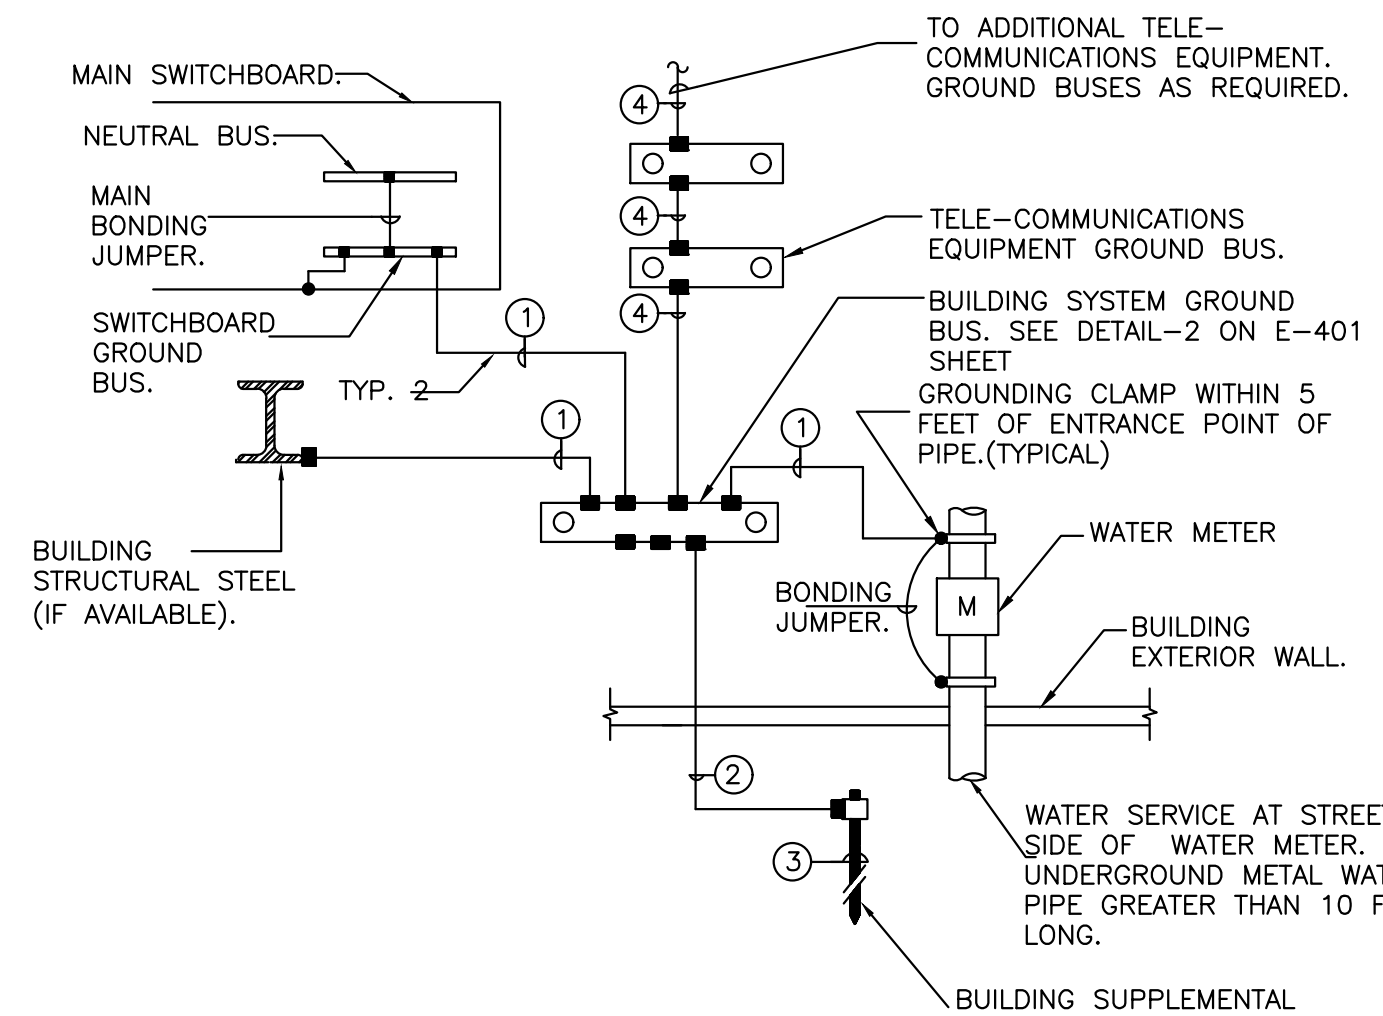 TO ADDITIONAL TELE-
COMMUNICATIONS EQUIPMENT.
GROUND BUSES AS REQUIRED.
MAIN SWITCHBOARD.
4
NEUTRAL BUS.
MAIN
BONDING
JUMPER.
4
TELE-COMMUNICATIONS
EQUIPMENT GROUND BUS.
SWITCHBOARD
GROUND
BUS.
1
4
BUILDING SYSTEM GROUND
BUS. SEE DETAIL-2 ON E-401
SHEET
TYP. 2
1
1
GROUNDING CLAMP WITHIN 5
FEET OF ENTRANCE POINT OF
PIPE.(TYPICAL)
BUILDING
STRUCTURAL STEEL
(IF AVAILABLE).
WATER METER
BONDING
JUMPER.
M
BUILDING
EXTERIOR WALL.
2
3
WATER SERVICE AT STREET
SIDE OF WATER METER.
UNDERGROUND METAL WAT
PIPE GREATER THAN 10 F
LONG.
BUILDING SUPPLEMENTAL